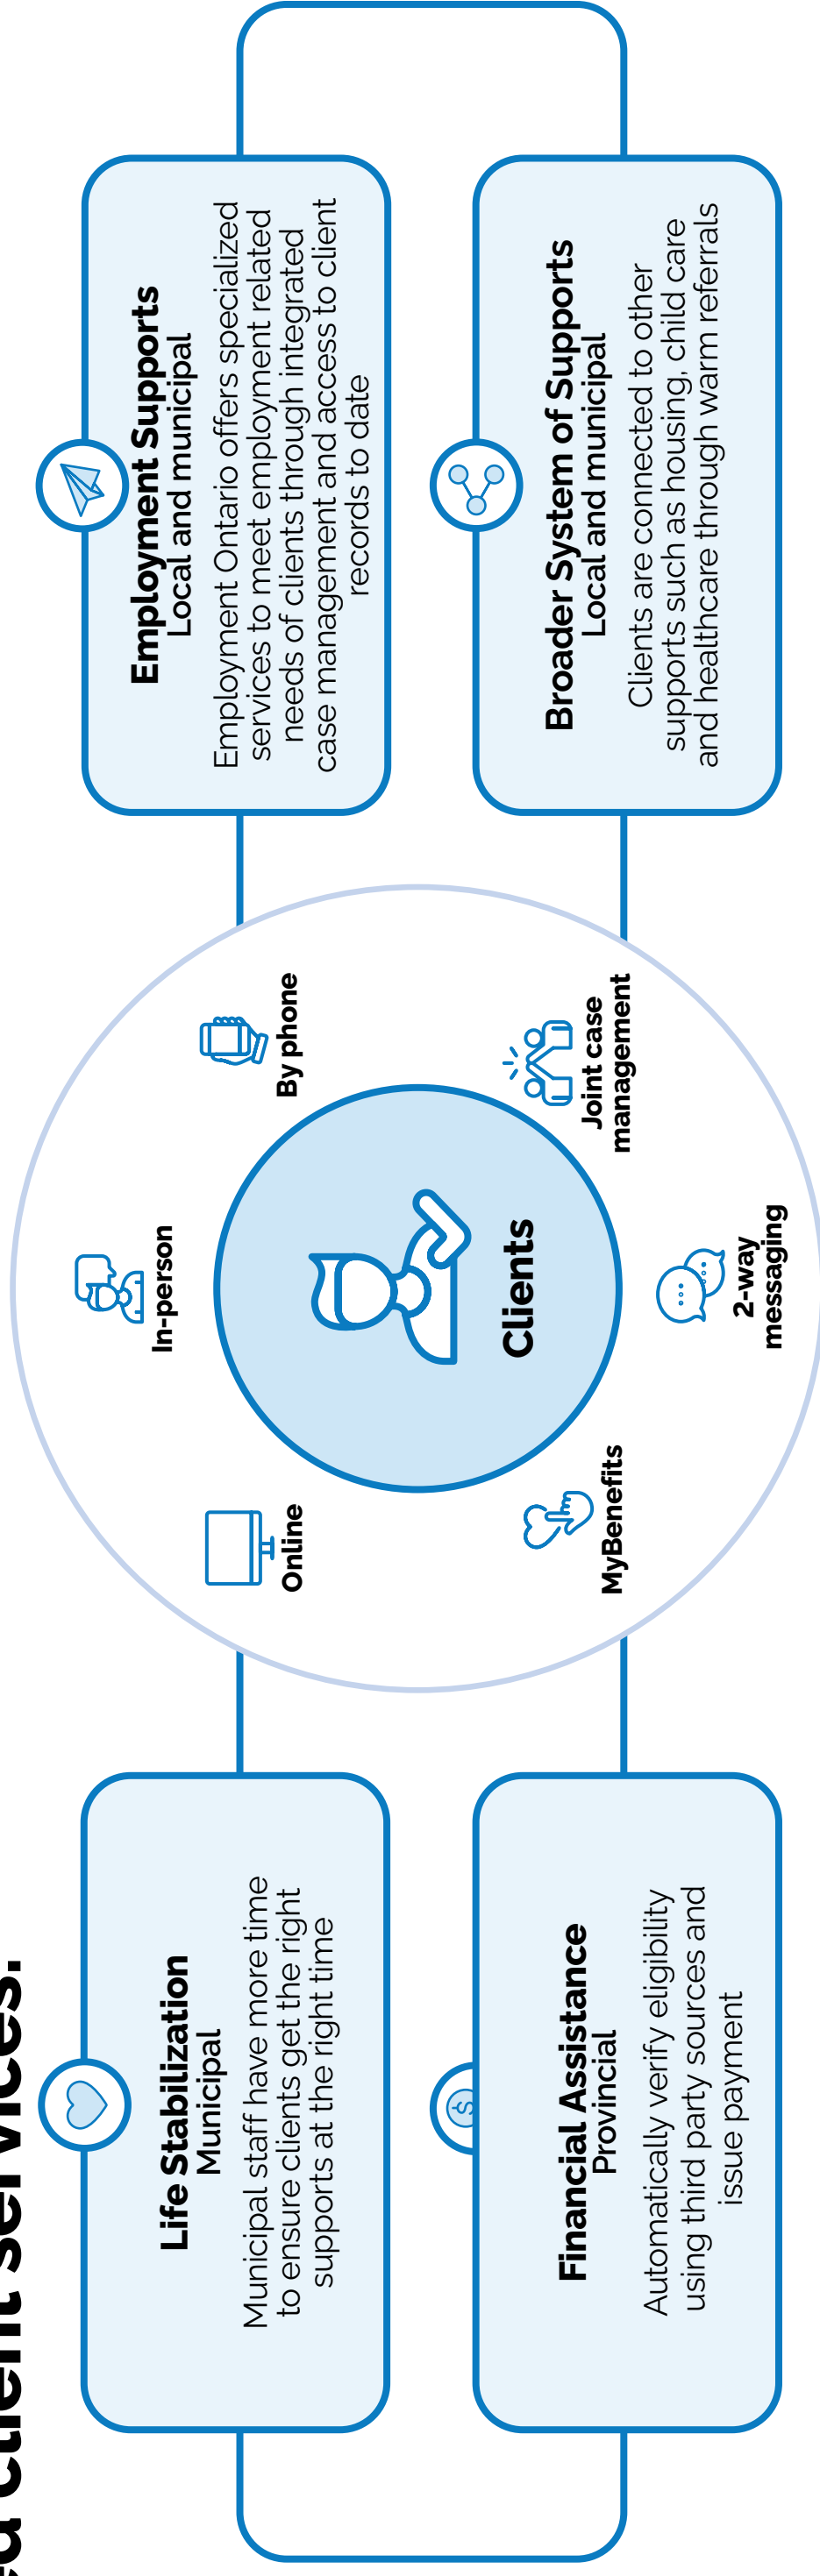 client services.
Life Stabilization
Municipal
Municipal staff have more time
to ensure clients get the right
supports at the right time
Financial Assistance
Provincial
Automatically verify eligibility
using third party sources and
issue payment
In-person
Online
By phone
Clients
MyBenefits
Joint case
management
2-way
messaging
Employment Supports
Local and municipal
Employment Ontario offers specialized
services to meet employment related
needs of clients through integrated
case management and access to client
records to date
Broader System of Supports
Local and municipal
Clients are connected to other
supports such as housing, child care
and healthcare through warm referrals